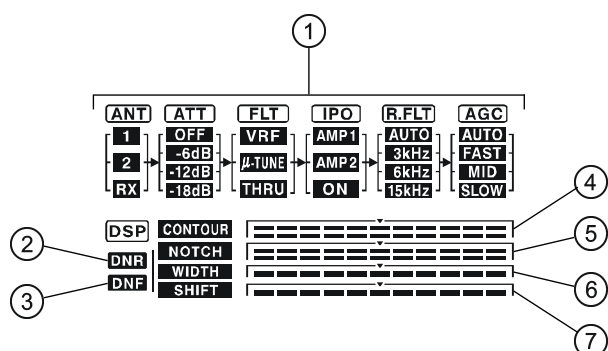 1
ANT ATT FLT IPO R.FLT AGC
1 OFF VRF AMP1 AUTO AUTO
-6dB 3kHz FAST
2 μ-TUNE AMP2
-12dB 6kHz MID
RX -18dB THRU ON 15kHz SLOW
DSP CONTOUR 4
2 DNR NOTCH 5
WIDTH 6
3 DNF SHIFT 7